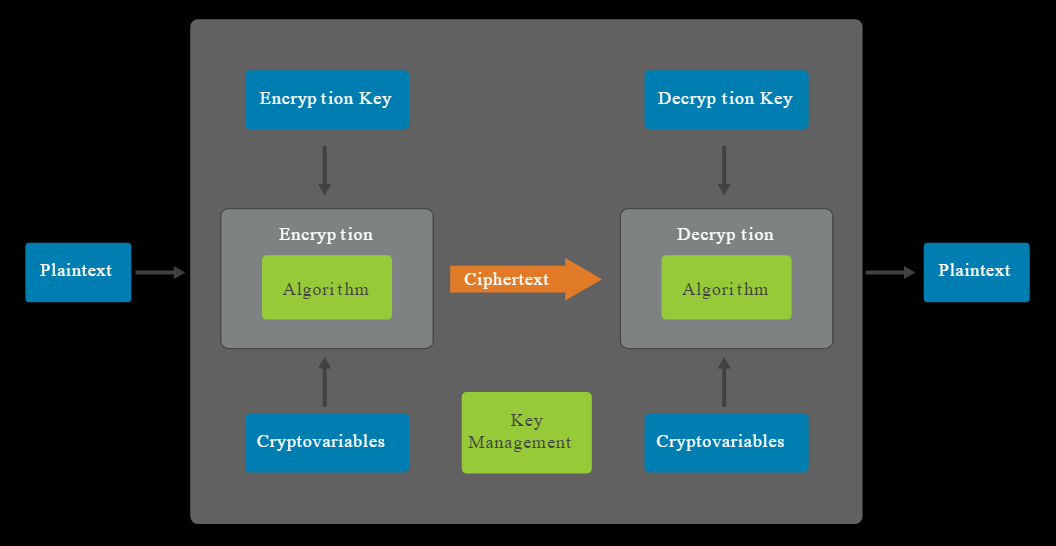 Encryption Key
Decryption Key
Encryption
Decryption
Plaintext
Algorithm
Ciphertext
Algorithm
Plaintext
Key
Management
Cryptovariables
Cryptovariables